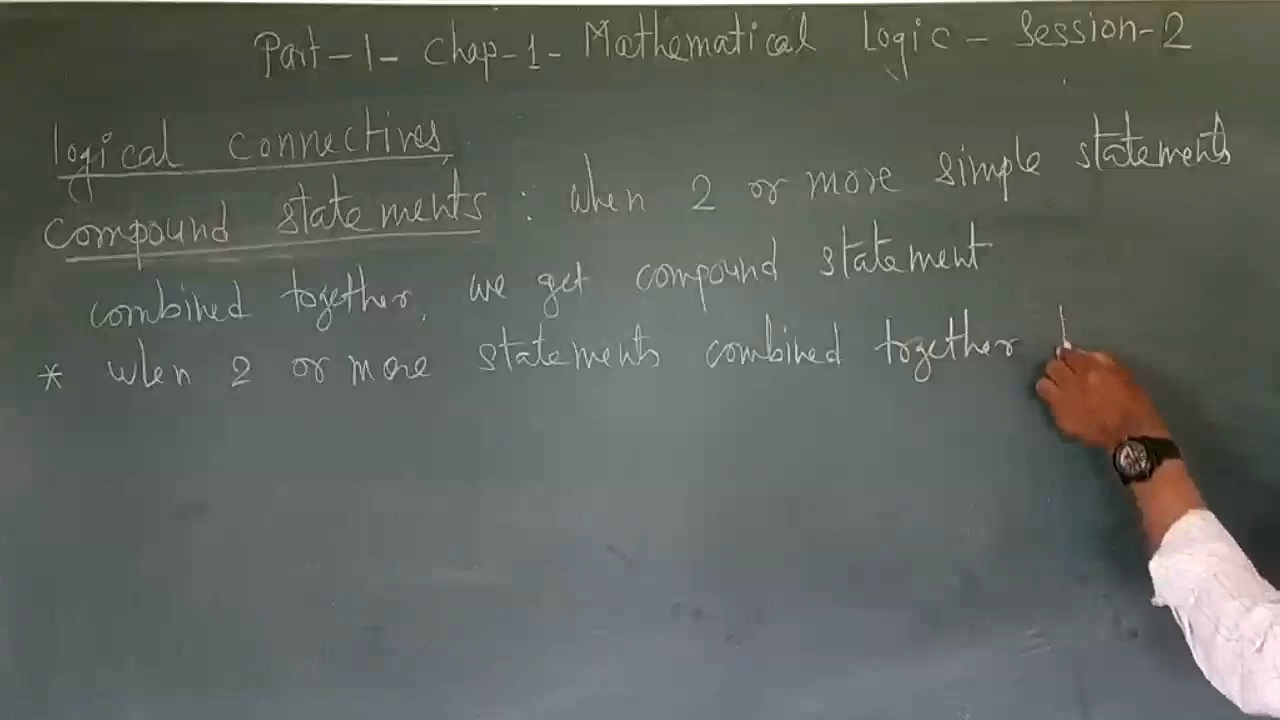 Part-1- Chap-1- Mathematical Logic - Session-2
logical connectives,
compound statements : when 2 or more simple statements
combined together, we get compound statement
* when 2 or more statements combined together